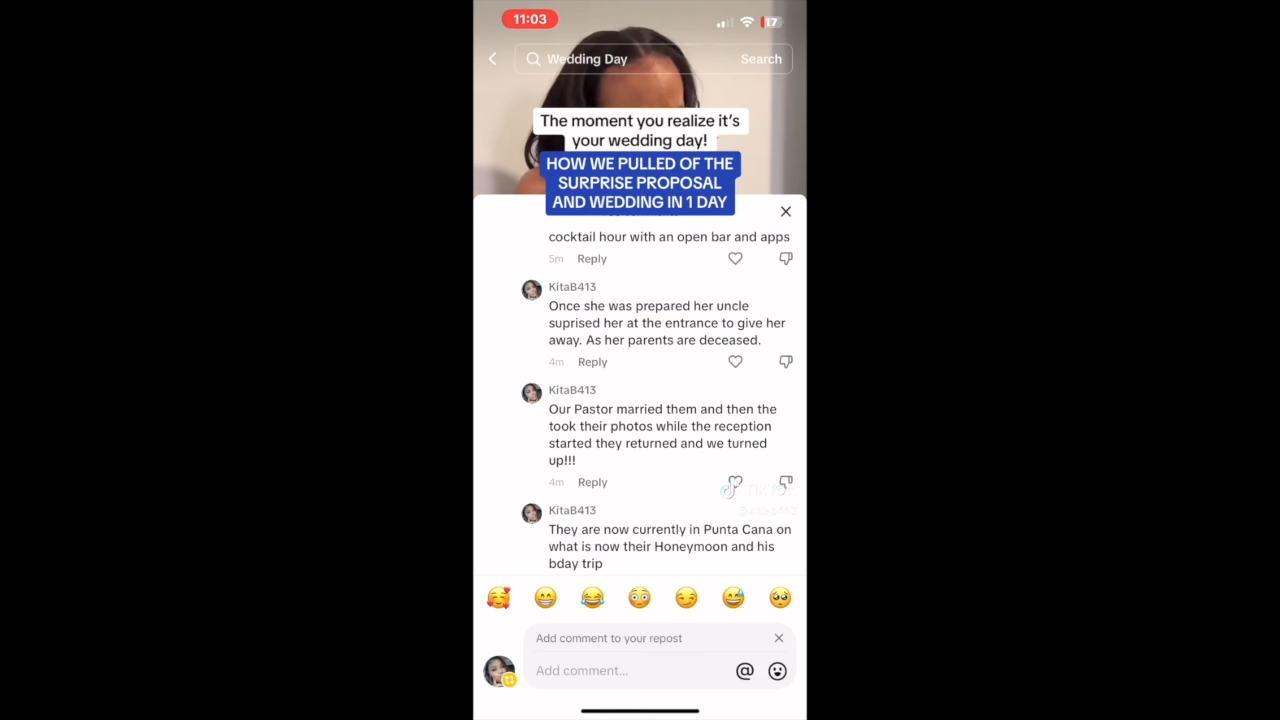 11:03
17
Wedding Day
Search
The moment you realize it's
your wedding day!
HOW WE PULLED OF THE
SURPRISE PROPOSAL
AND WEDDING IN 1 DAY
cocktail hour with an open bar and apps
5m Reply
KitaB413
Once she was prepared her uncle
suprised her at the entrance to give her
away. As her parents are deceased.
4m Reply
KitaB413
Our Pastor married them and then the
took their photos while the reception
started they returned and we turned
up!!!
4m Reply
TikTok
@kitab413
KitaB413
They are now currently in Punta Cana on
what is now their Honeymoon and his
bday trip
Add comment to your repost
Add comment...
@